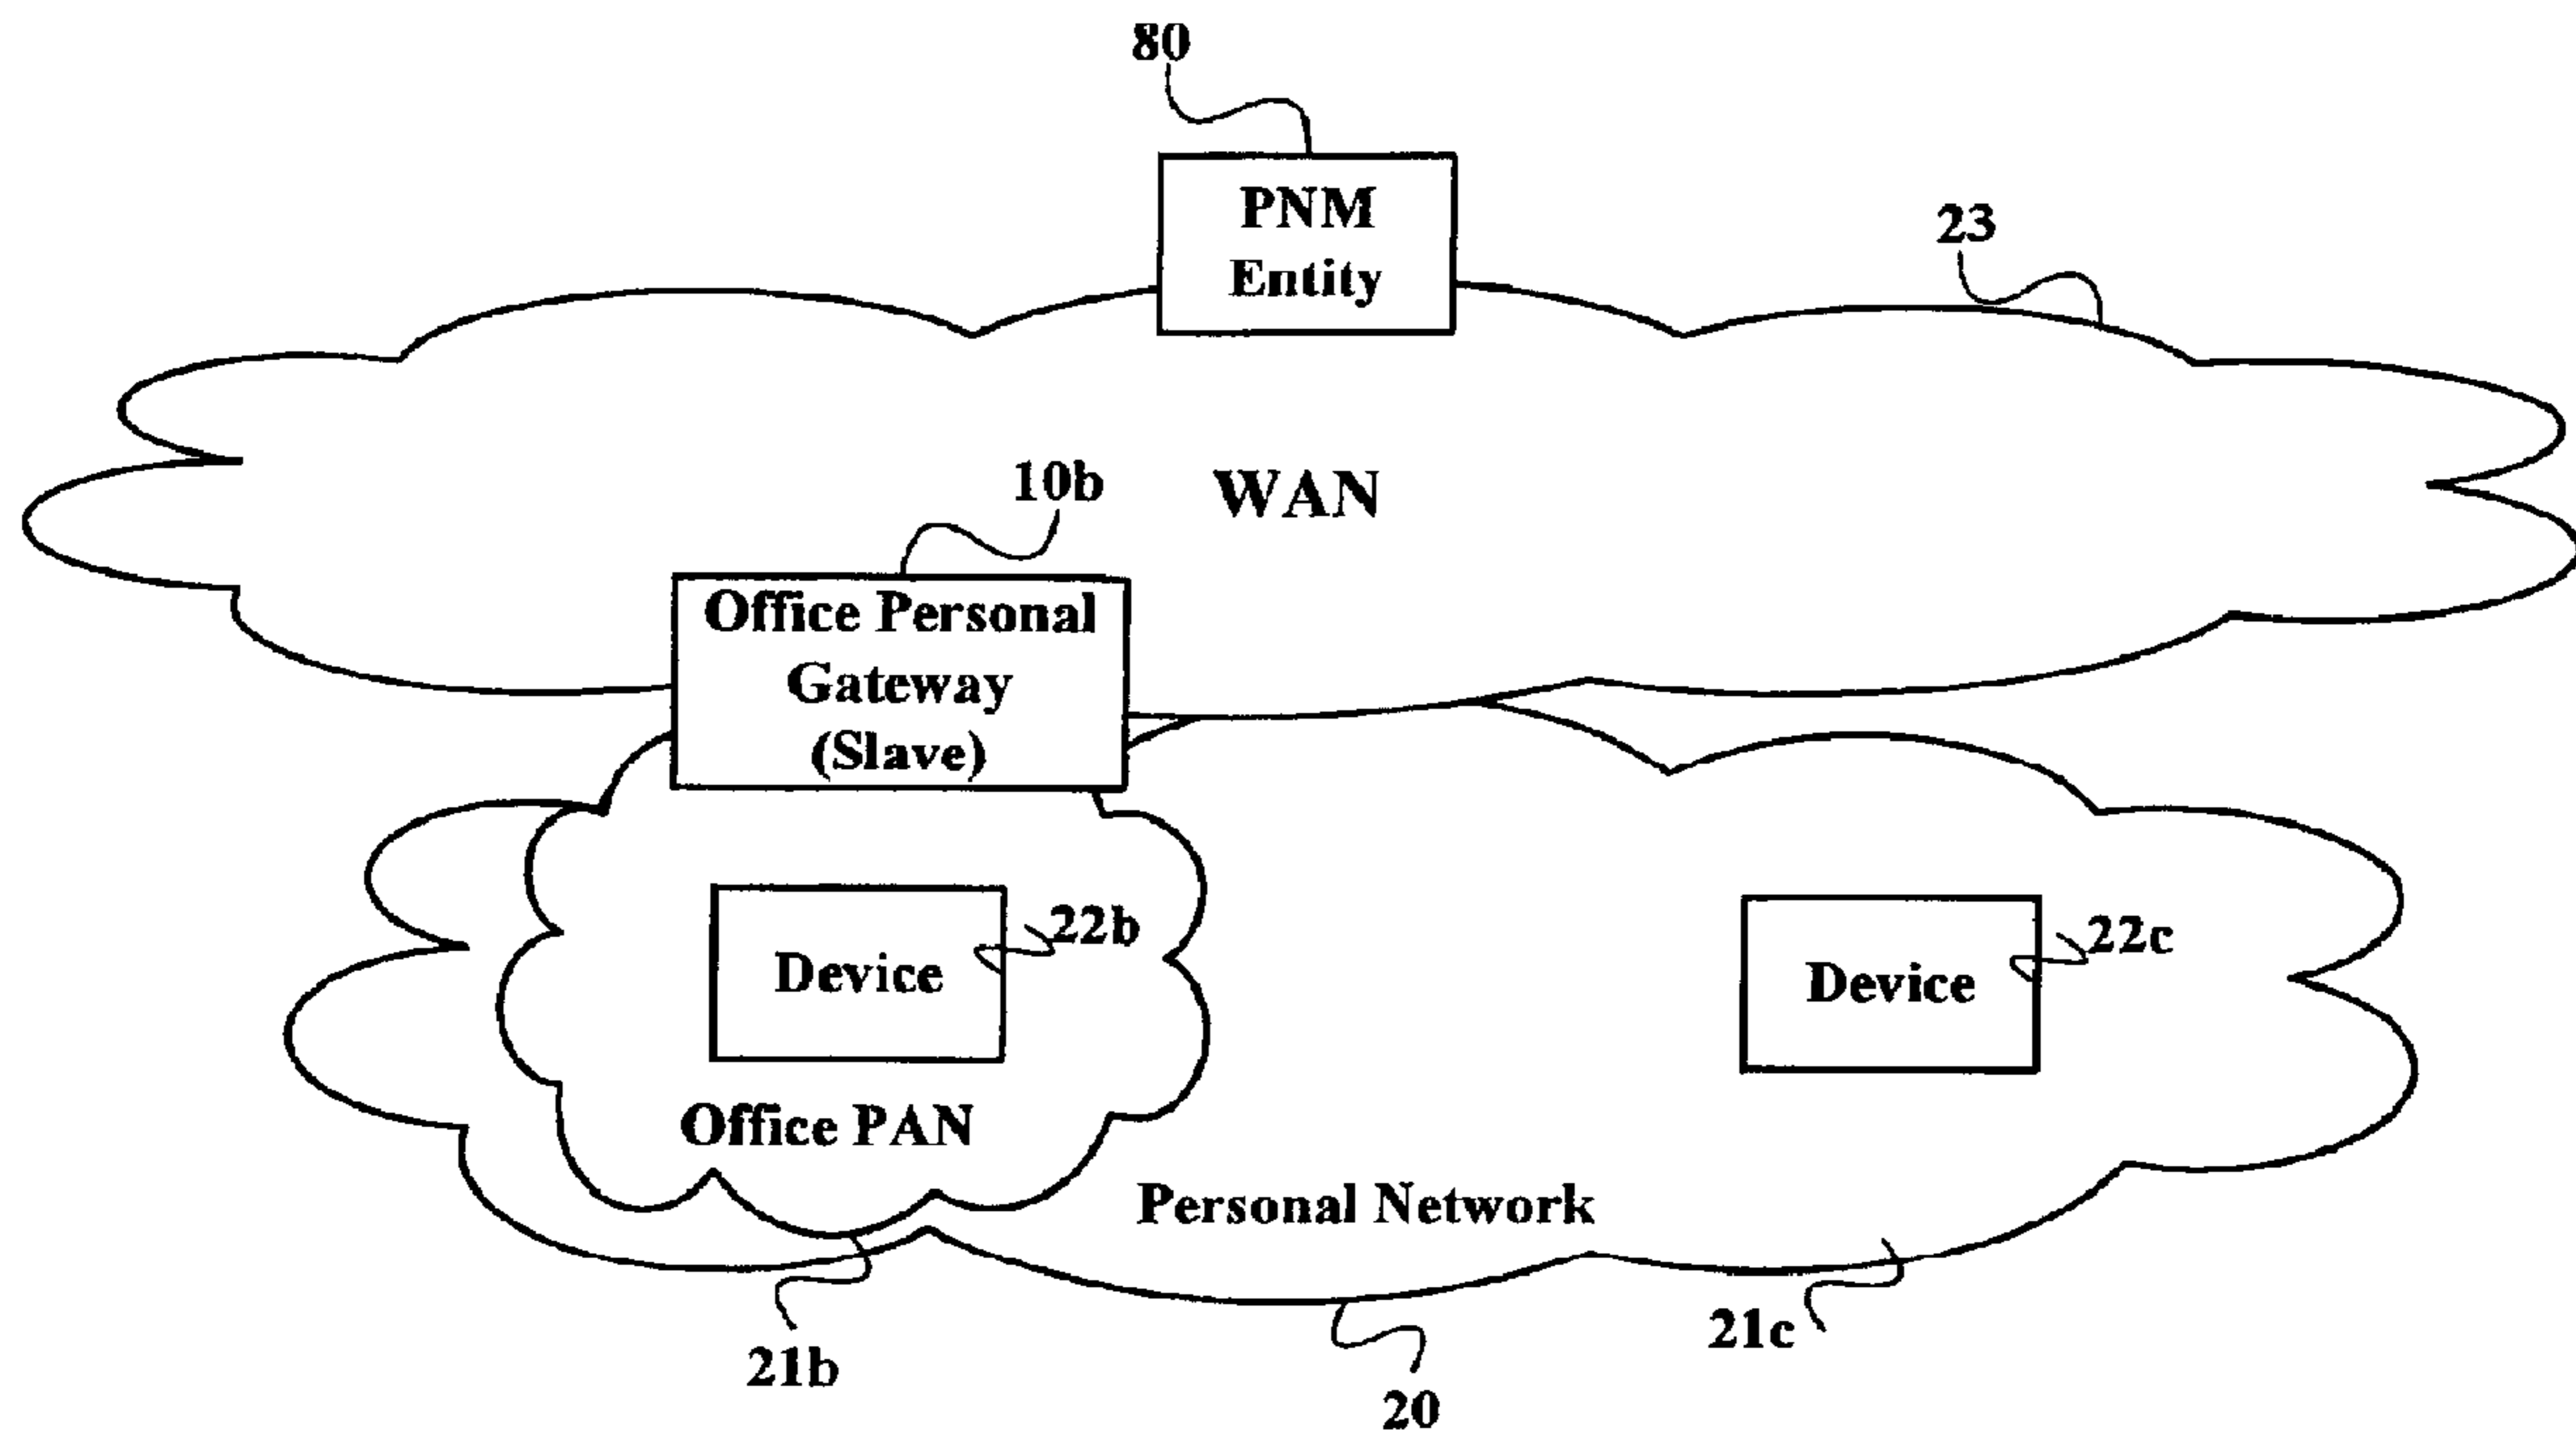 80
PNM
Entity
23
10b
WAN
Office Personal
Gateway
(Slave)
22b
Device
22c
Device
Office PAN
Personal Network
21b
21c
20